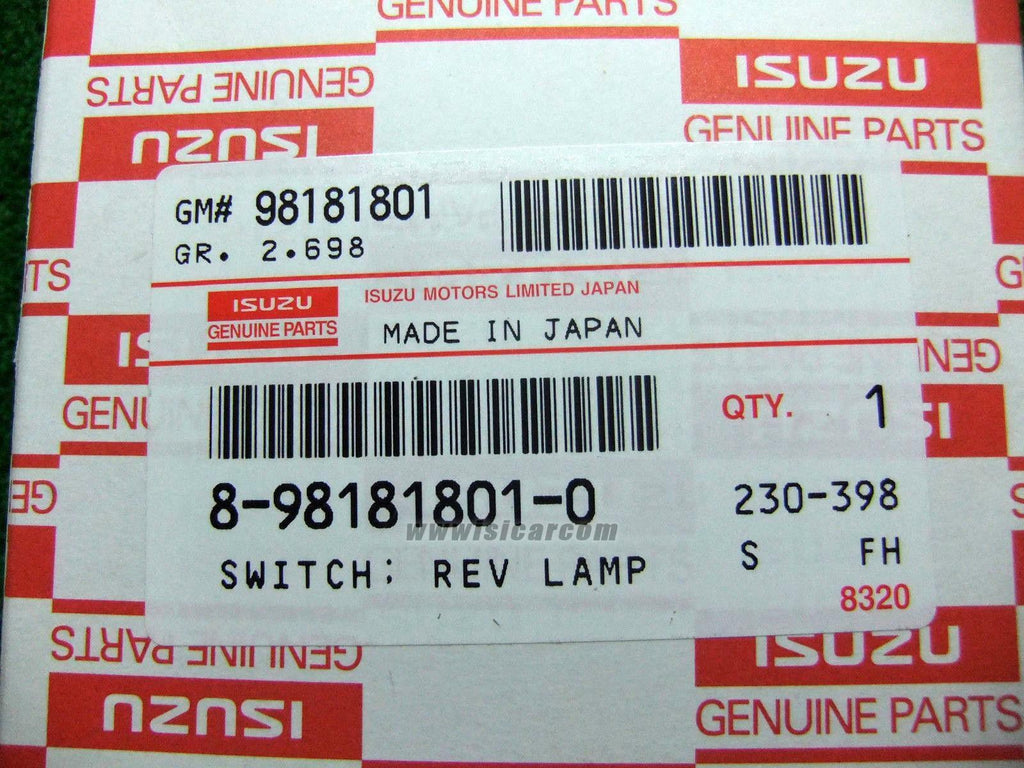 GENUINE PARTS
GENUINE PARTS
ISUZU
ISUZU
GENUINE PARTS
GM# 98181801
GR. 2.698
ISUZU
GENUINE PARTS
ISUZU MOTORS LIMITED JAPAN
MADE IN JAPAN
QTY. 1
8-98181801-0
230-398
www.isicar.com
SWITCH; REV LAMP
S FH
8320
GENUINE PARTS
ISUZU
ISUZU
GENUINE PARTS